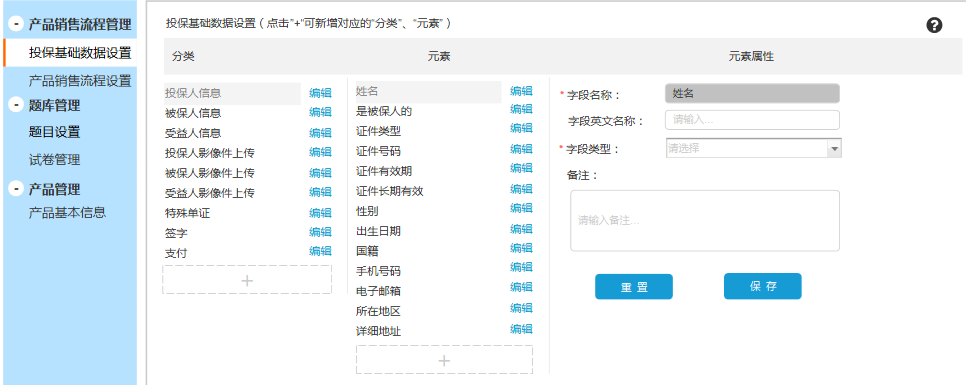 - 产品销售流程管理
投保基础数据设置
产品销售流程设置
- 题库管理
题目设置
试卷管理
- 产品管理
产品基本信息
投保基础数据设置（点击"+"可新增对应的“分类”、“元素”）
?
分类 元素 元素属性
投保人信息 编辑
被保人信息 编辑
受益人信息 编辑
投保人影像件上传 编辑
被保人影像件上传 编辑
受益人影像件上传 编辑
特殊单证 编辑
签字 编辑
支付 编辑
+
姓名 编辑
是被保人的 编辑
证件类型 编辑
证件号码 编辑
证件有效期 编辑
证件长期有效 编辑
性别 编辑
出生日期 编辑
国籍 编辑
手机号码 编辑
电子邮箱 编辑
所在地区 编辑
详细地址 编辑
+
* 字段名称： 姓名
字段英文名称： 请输入...
* 字段类型： 请选择
备注：
请输入备注...
重置 保存